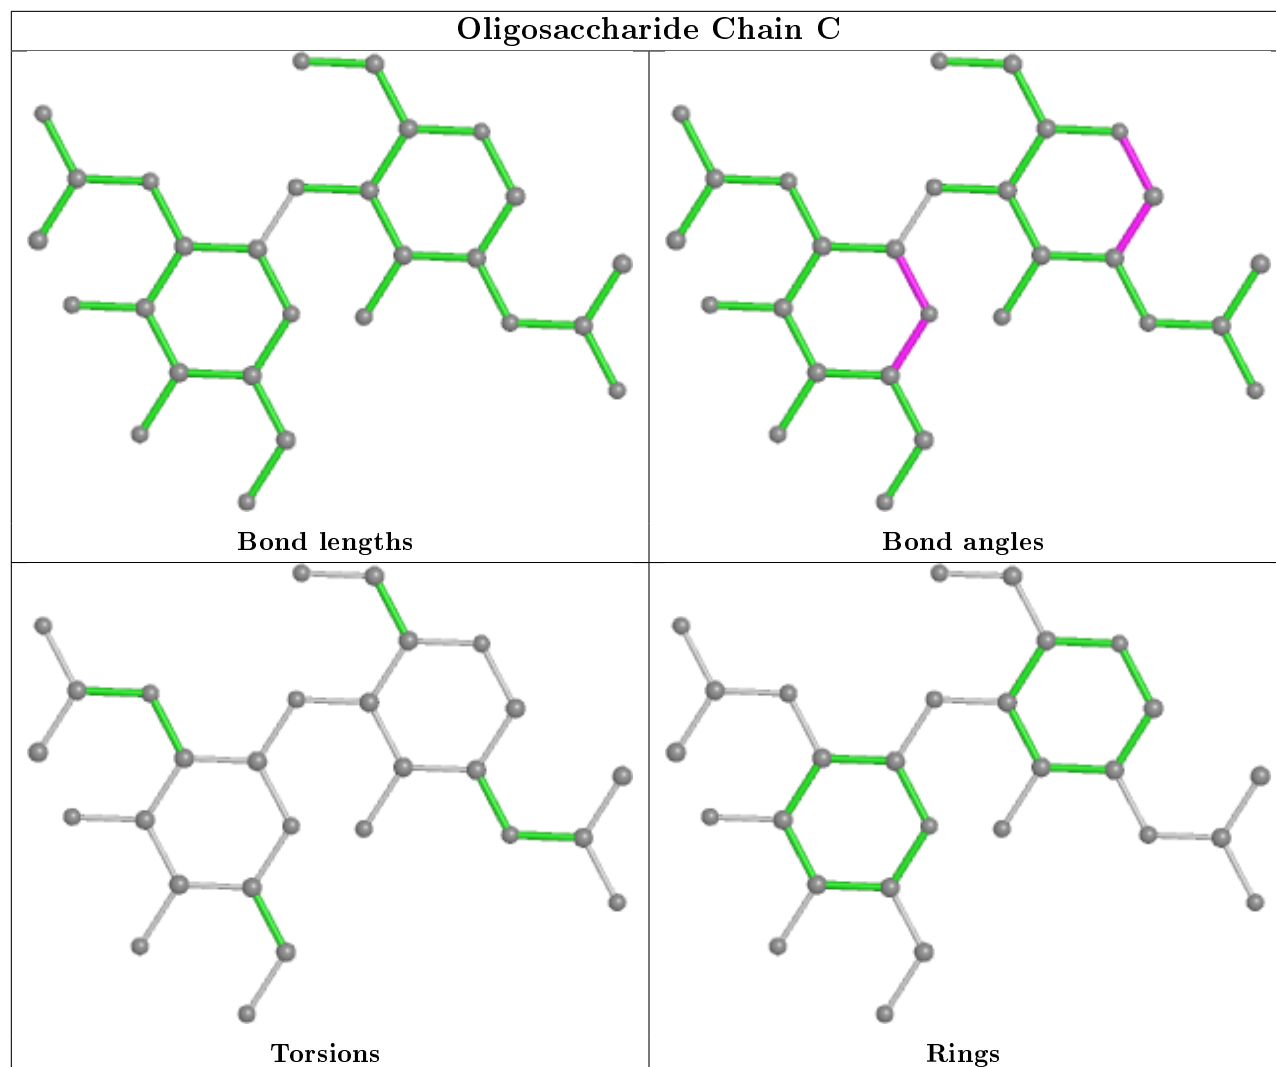 Oligosaccharide Chain C
Bond lengths
Bond angles
Torsions
Rings